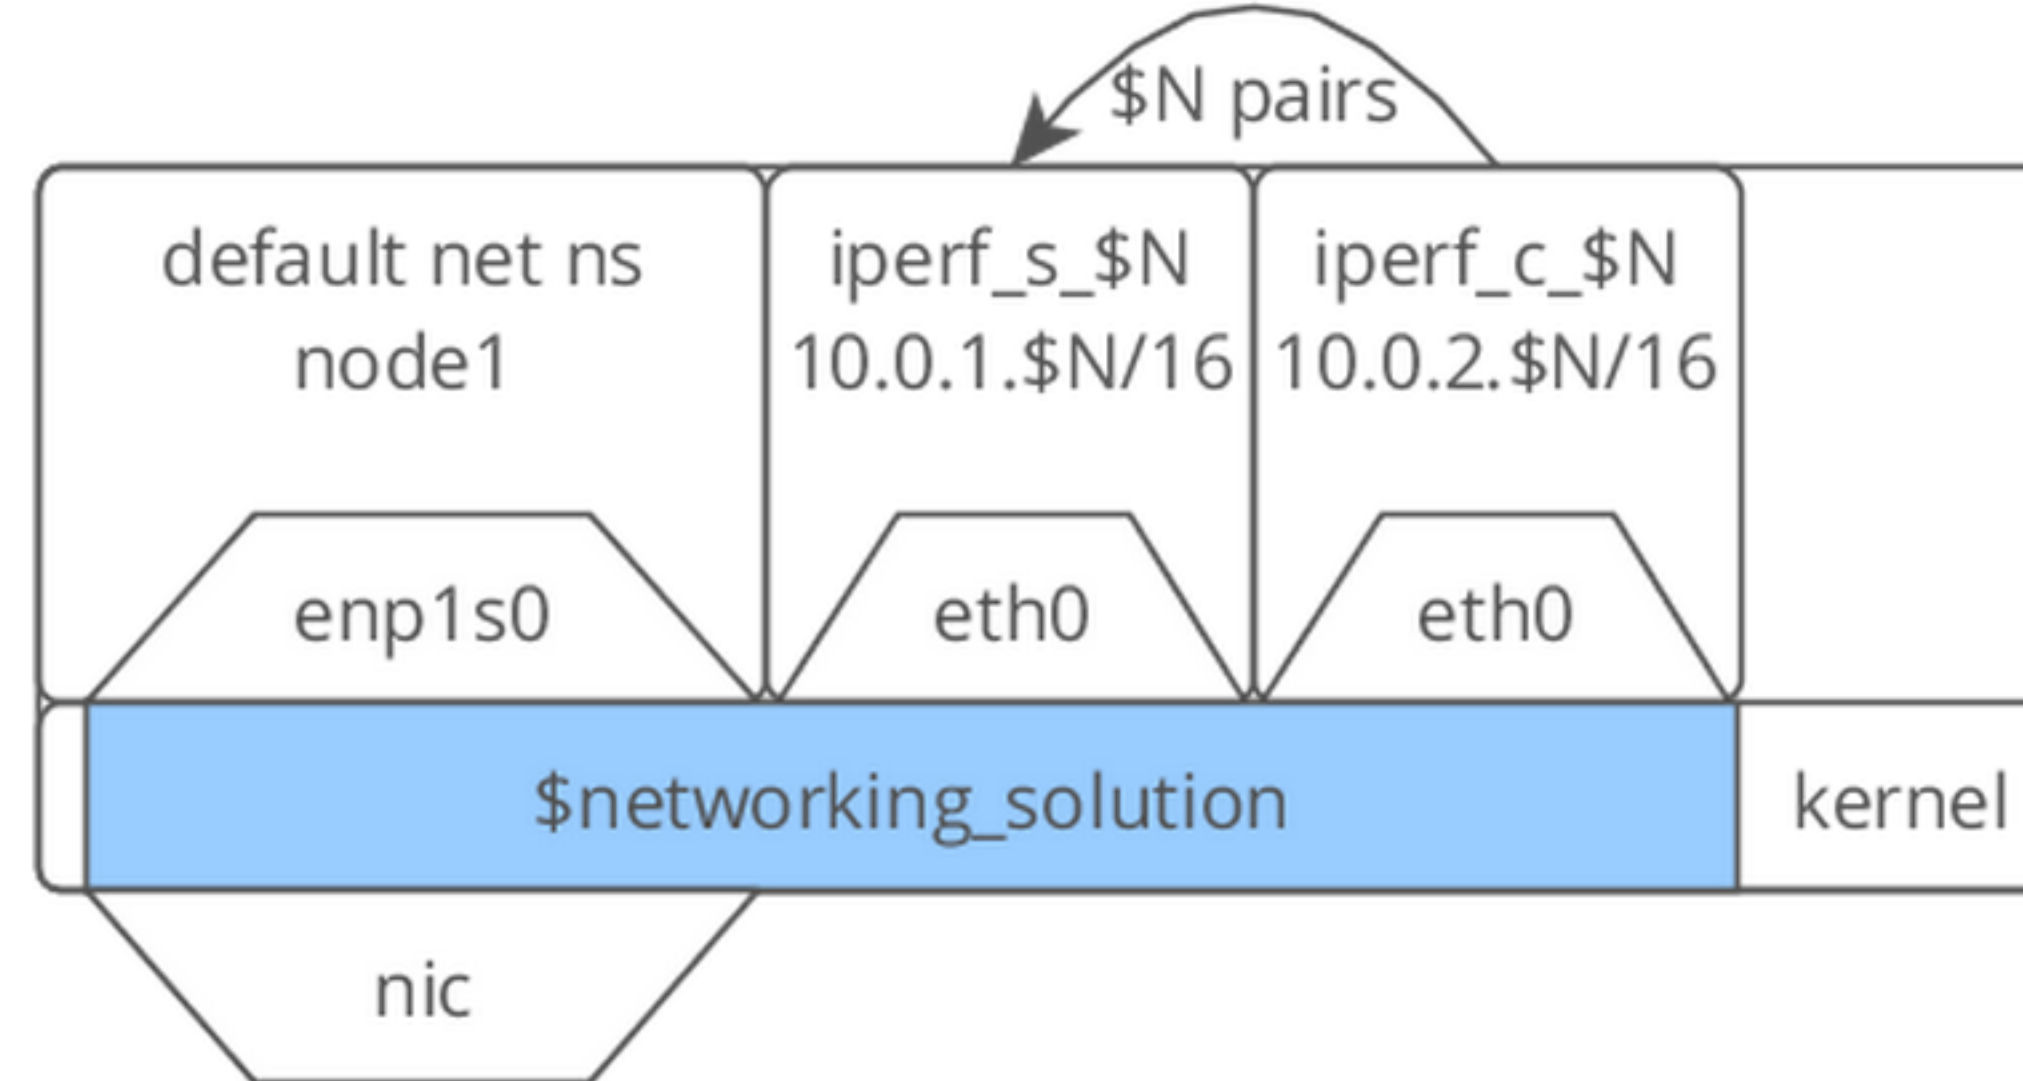 $N pairs
default net ns
node1
iperf_s_$N
10.0.1.$N/16
iperf_c_$N
10.0.2.$N/16
enp1s0
eth0
eth0
$networking_solution
kernel
nic